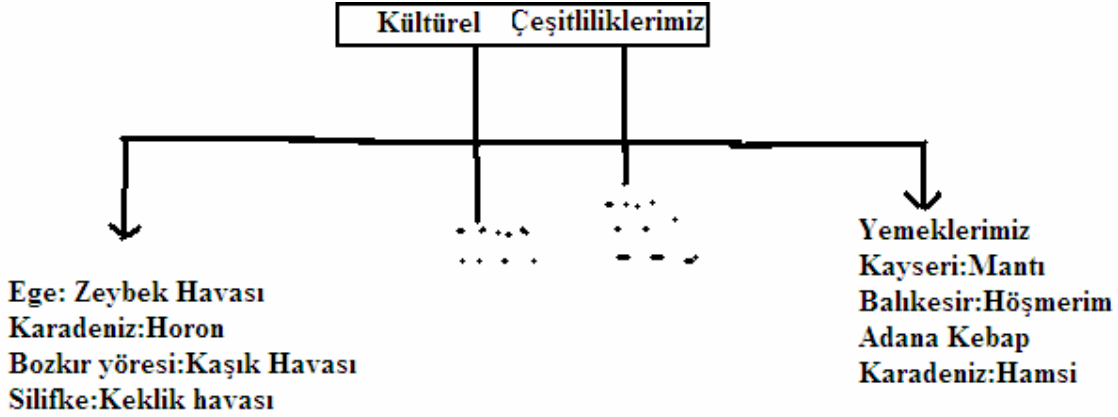 Kültürel Çeşitliliklerimiz
Ege: Zeybek Havası
Karadeniz:Horon
Bozkır yöresi:Kaşık Havası
Silifke:Keklik havası
Yemeklerimiz
Kayseri:Mantı
Balıkesir:Höşmerim
Adana Kebap
Karadeniz:Hamsi